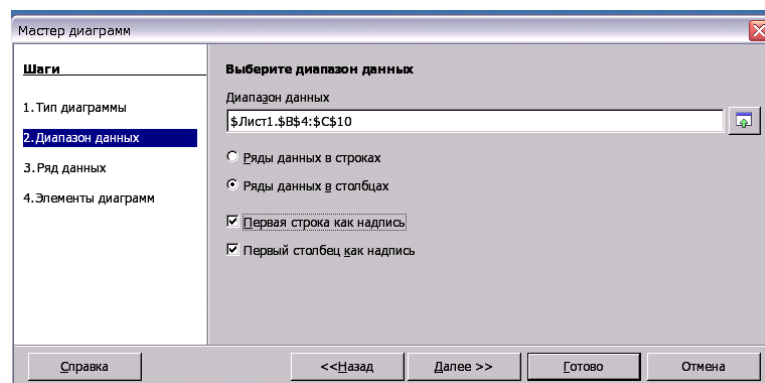 Мастер диаграмм
Шаги
1.Тип диаграммы
2.Диапазон данных
3.Ряд данных
4.Элементы диаграмм
Выберите диапазон данных
Диапазон данных
$Лист1.$B$4:$C$10
Ряды данных в строках
Ряды данных в столбцах
Первая строка как надпись
Первый столбец как надпись
Справка
<<Назад
Далее >>
Готово
Отмена